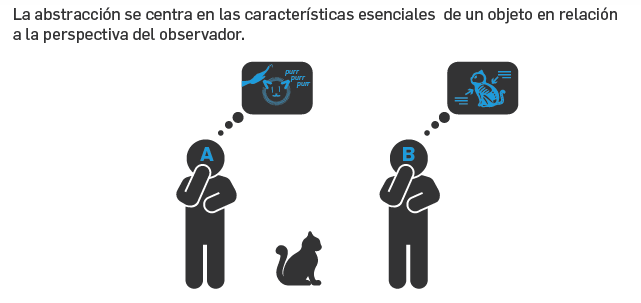 La abstracción se centra en las características esenciales de un objeto en relación
a la perspectiva del observador.
purr
purr
purr
A
B